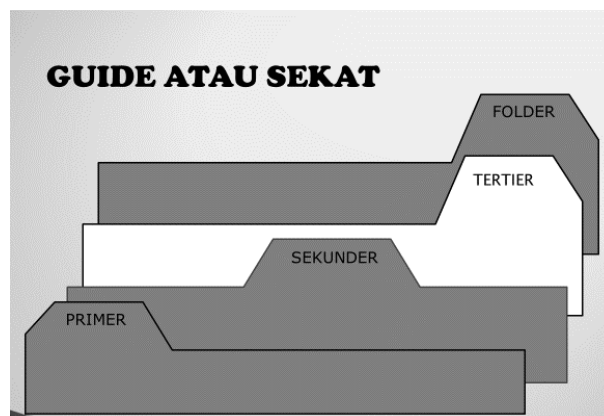 GUIDE ATAU SEKAT
FOLDER
TERTIER
SEKUNDER
PRIMER